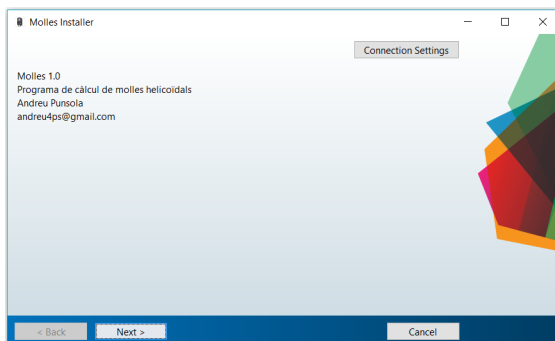 Molles Installer
Connection Settings
Molles 1.0
Programa de càlcul de molles helicoïdals
Andreu Punsola
andreu4ps@gmail.com
< Back
Next >
Cancel